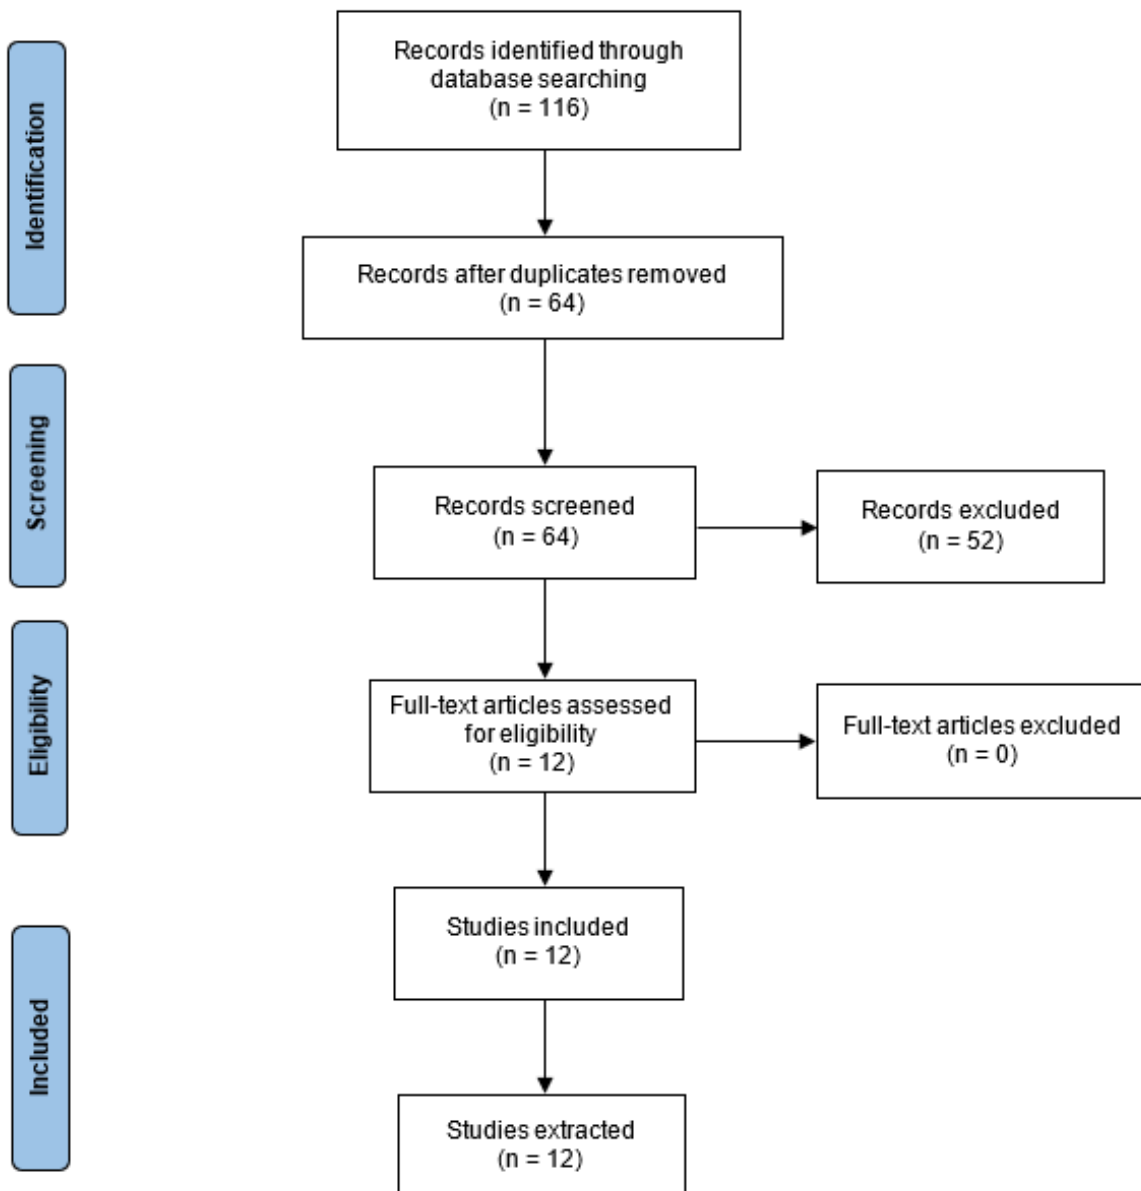 Identification
Records identified through
database searching
(n = 116)
Records after duplicates removed
(n = 64)
Screening
Records screened
(n = 64)
Records excluded
(n = 52)
Eligibility
Full-text articles assessed
for eligibility
(n = 12)
Full-text articles excluded
(n = 0)
Included
Studies included
(n = 12)
Studies extracted
(n = 12)